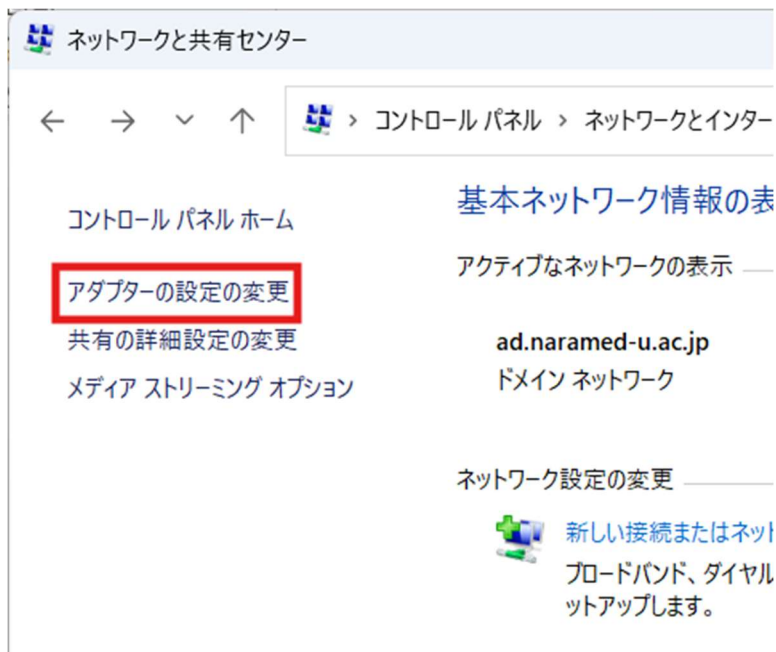 ネットワークと共有センター
コントロール パネル > ネットワークとインター
コントロール パネル ホーム
アダプターの設定の変更
共有の詳細設定の変更
メディア ストリーミング オプション
基本ネットワーク情報の表
アクティブなネットワークの表示
ad.naramed-u.ac.jp
ドメイン ネットワーク
ネットワーク設定の変更
新しい接続またはネット
ブロードバンド、ダイヤル
ットアップします。